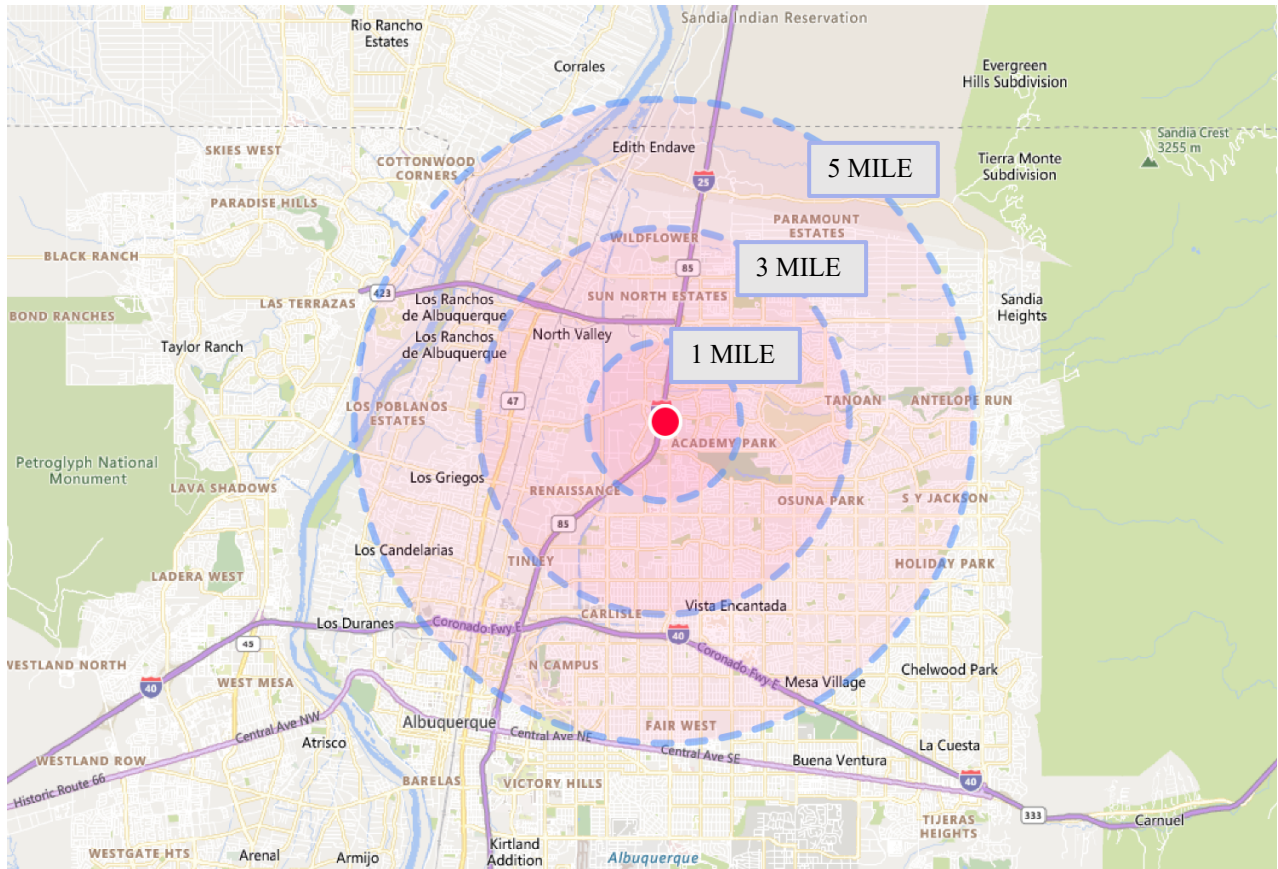 Sandia Indian Reservation
Rio Rancho
Estates
Corrales
Evergreen
Hills Subdivision
Sandia Crest
3255 m
Edith Endave
SKIES WEST
COTTONWOOD
CORNERS
5 MILE
Tierra Monte
Subdivision
25
PARADISE HILLS
PARAMOUNT
ESTATES
WILDFLOWER
BLACK RANCH
85
3 MILE
423
LAS TERRAZAS
Los Ranchos
de Albuquerque
SUN NORTH ESTATES
Sandia
Heights
BOND RANCHES
North Valley
Taylor Ranch
Los Ranchos
de Albuquerque
1 MILE
47
LOS POBLANOS
ESTATES
TANOAN
ANTELOPE RUN
ACADEMY PARK
Petroglyph National
Monument
Los Griegos
LAVA SHADOWS
RENAISSANCE
OSUNA PARK
S Y JACKSON
85
Los Candelarias
TINLEY
HOLIDAY PARK
LADERA WEST
CARLISLE
Vista Encantada
Los Duranes
Coronado Fwy E
40
45
Coronado Fwy E
WESTLAND NORTH
N CAMPUS
Chelwood Park
40
WEST MESA
Mesa Village
Central Ave NW
Albuquerque
FAIR WEST
Atrisco
Central Ave NE
Central Ave SE
La Cuesta
WESTLAND ROW
Buena Ventura
Historic Route 66
BARELAS
VICTORY HILLS
40
333
TIJERAS
HEIGHTS
Carnuel
WESTGATE HTS
Arenal
Armijo
Kirtland
Addition
Albuquerque